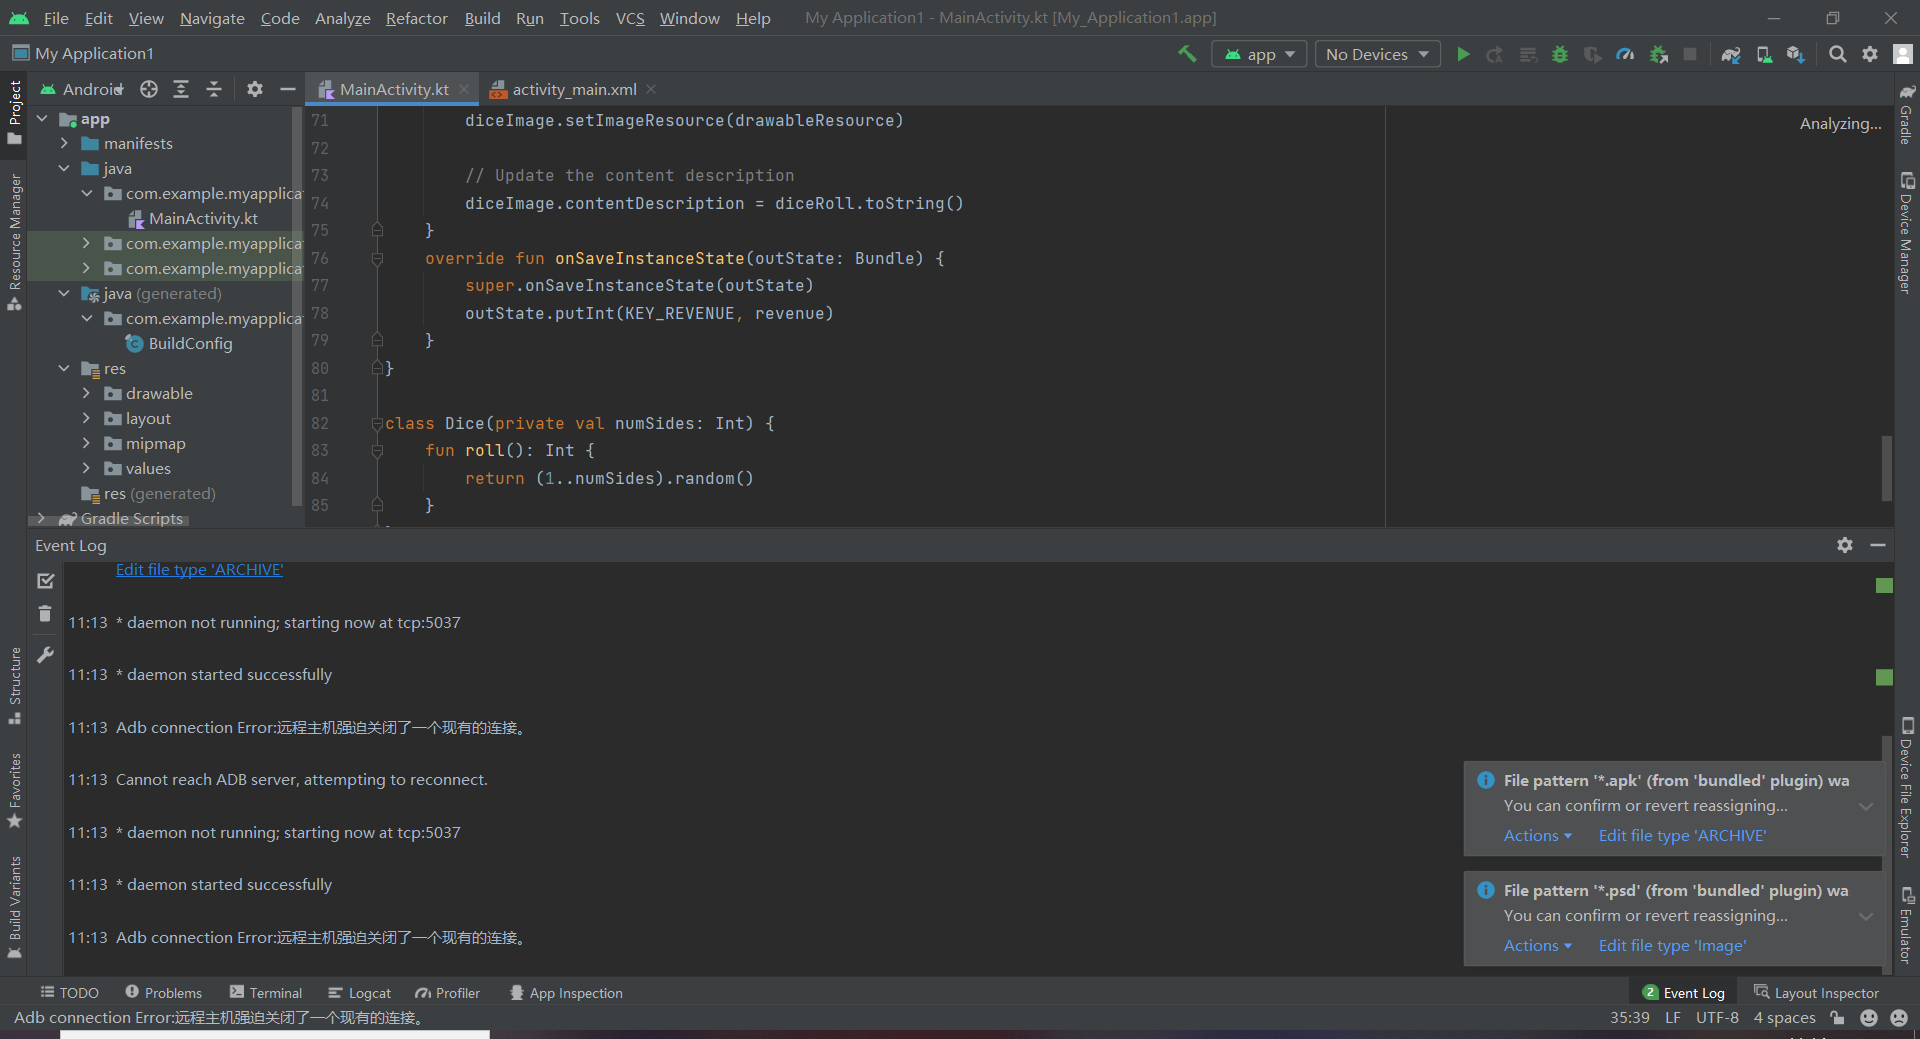 File Edit View Navigate Code Analyze Refactor Build Run Tools VCS Window Help My Application1 - MainActivity.kt [My_Application1.app]
My Application1 app No Devices
Android MainActivity.kt activity_main.xml
Project
Resource Manager
Structure
Favorites
Build Variants
app
manifests
java
com.example.myapplica
MainActivity.kt
com.example.myapplica
com.example.myapplica
java (generated)
com.example.myapplica
BuildConfig
res
drawable
layout
mipmap
values
res (generated)
Gradle Scripts
Analyzing...
71 diceImage.setImageResource(drawableResource)
72
73 // Update the content description
74 diceImage.contentDescription = diceRoll.toString()
75 }
76 override fun onSaveInstanceState(outState: Bundle) {
77 super.onSaveInstanceState(outState)
78 outState.putInt(KEY_REVENUE, revenue)
79 }
80 }
81
82 class Dice(private val numSides: Int) {
83 fun roll(): Int {
84 return (1..numSides).random()
85 }
Gradle
Device Manager
Device File Explorer
Emulator
Event Log
Edit file type 'ARCHIVE'
11:13 * daemon not running; starting now at tcp:5037
11:13 * daemon started successfully
11:13 Adb connection Error:远程主机强迫关闭了一个现有的连接。
11:13 Cannot reach ADB server, attempting to reconnect.
11:13 * daemon not running; starting now at tcp:5037
11:13 * daemon started successfully
11:13 Adb connection Error:远程主机强迫关闭了一个现有的连接。
File pattern '*.apk' (from 'bundled' plugin) wa
You can confirm or revert reassigning...
Actions Edit file type 'ARCHIVE'
File pattern '*.psd' (from 'bundled' plugin) wa
You can confirm or revert reassigning...
Actions Edit file type 'Image'
TODO Problems Terminal Logcat Profiler App Inspection 2 Event Log Layout Inspector
Adb connection Error:远程主机强迫关闭了一个现有的连接。 35:39 LF UTF-8 4 spaces